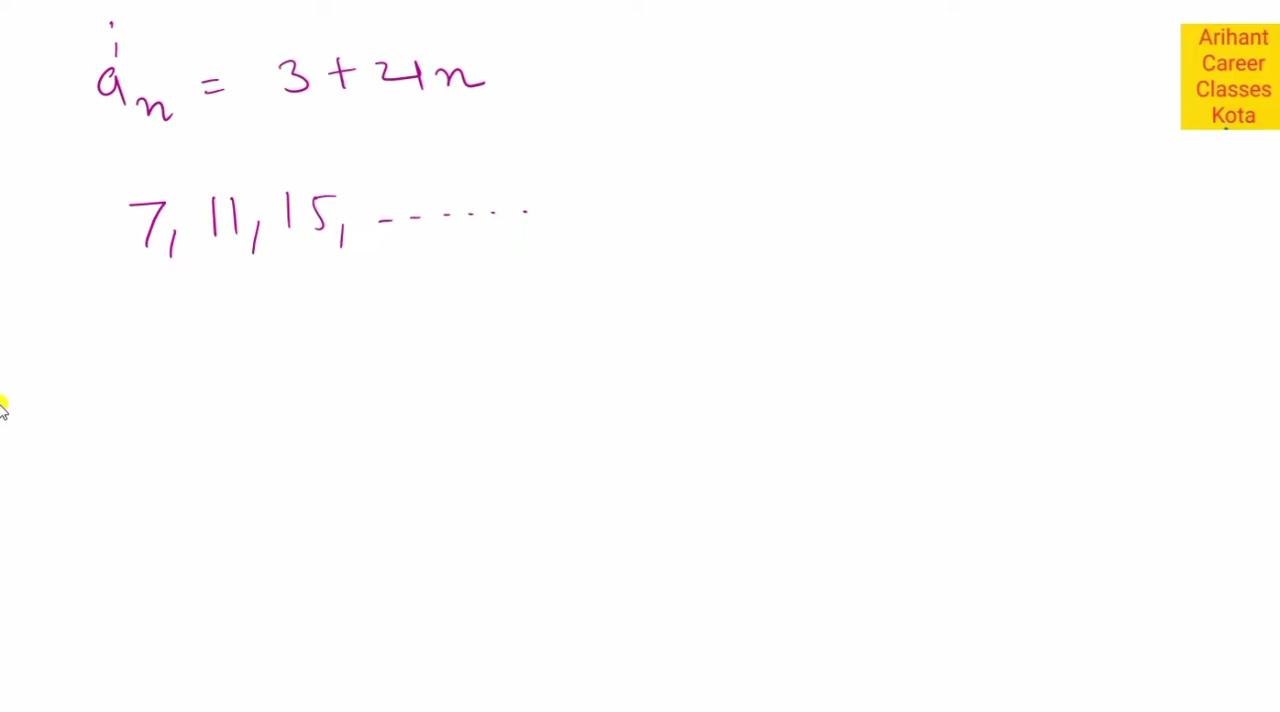 i
aₙ = 3 + 4n
7, 11, 15, -------
Arihant
Career
Classes
Kota